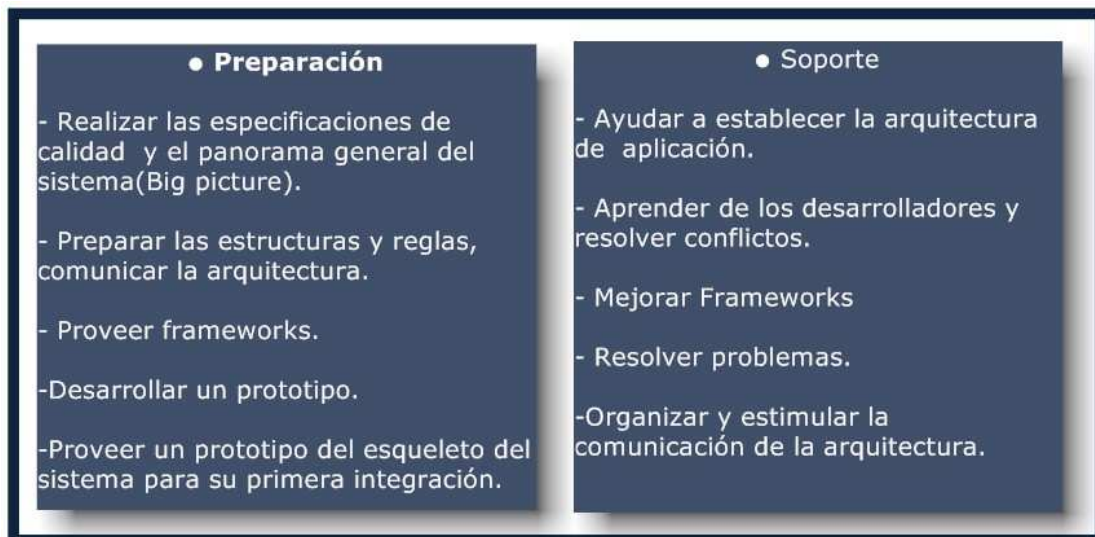 ● Preparación
- Realizar las especificaciones de
calidad y el panorama general del
sistema(Big picture).
- Preparar las estructuras y reglas,
comunicar la arquitectura.
- Proveer frameworks.
-Desarrollar un prototipo.
-Proveer un prototipo del esqueleto del
sistema para su primera integración.
● Soporte
- Ayudar a establecer la arquitectura
de aplicación.
- Aprender de los desarrolladores y
resolver conflictos.
- Mejorar Frameworks
- Resolver problemas.
-Organizar y estimular la
comunicación de la arquitectura.